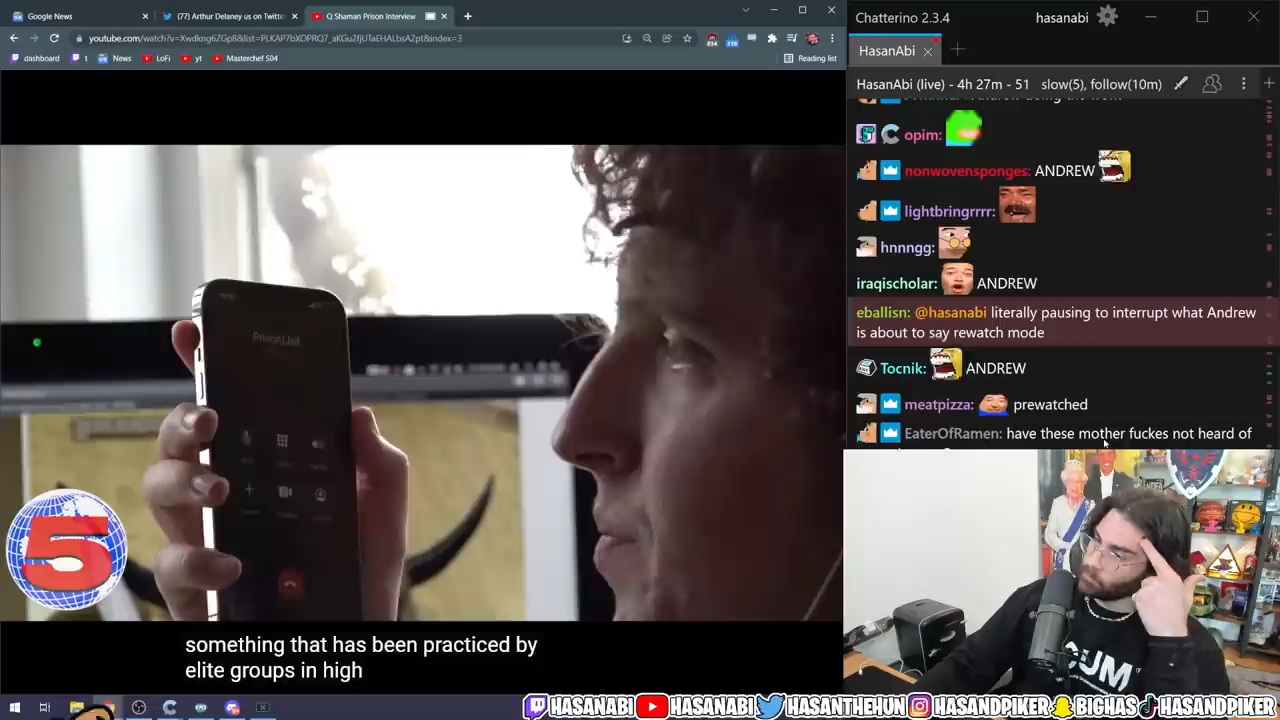 Google News
(77) Arthur Delaney us on Twitte
Q Shaman Prison Interview
youtube.com/watch?v=Xwdkng6ZGp8&list=PLKAP7bXOPRQ7_aKGu2fjUTaEHALbsA2pt&index=3
dashboard
t
News
LoFi
yt
Masterchef S04
Reading list
5
something that has been practiced by
elite groups in high
Chatterino 2.3.4
hasanabi
HasanAbi
HasanAbi (live) - 4h 27m - 51 slow(5), follow(10m)
opim:
nonwovensponges: ANDREW
lightbringrrrr:
hnnngg:
iraqischolar: ANDREW
eballisn: @hasanabi literally pausing to interrupt what Andrew
is about to say rewatch mode
Tocnik: ANDREW
meatpizza: prewatched
EaterOfRamen: have these mother fuckes not heard of
CUM
HASANABI HASANABI HASANTHEHUN HASANDPIKER BIGHAS HASANDPIKER